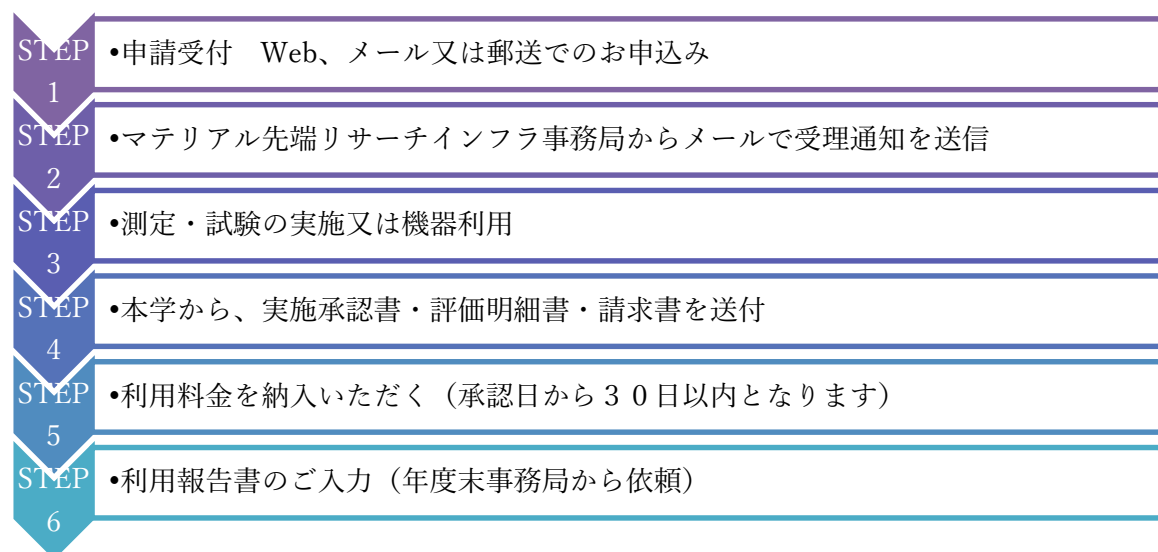 STEP
1
•申請受付　Web、メール又は郵送でのお申込み
STEP
2
•マテリアル先端リサーチインフラ事務局からメールで受理通知を送信
STEP
3
•測定・試験の実施又は機器利用
STEP
4
•本学から、実施承認書・評価明細書・請求書を送付
STEP
5
•利用料金を納入いただく（承認日から３０日以内となります）
STEP
6
•利用報告書のご入力（年度末事務局から依頼）